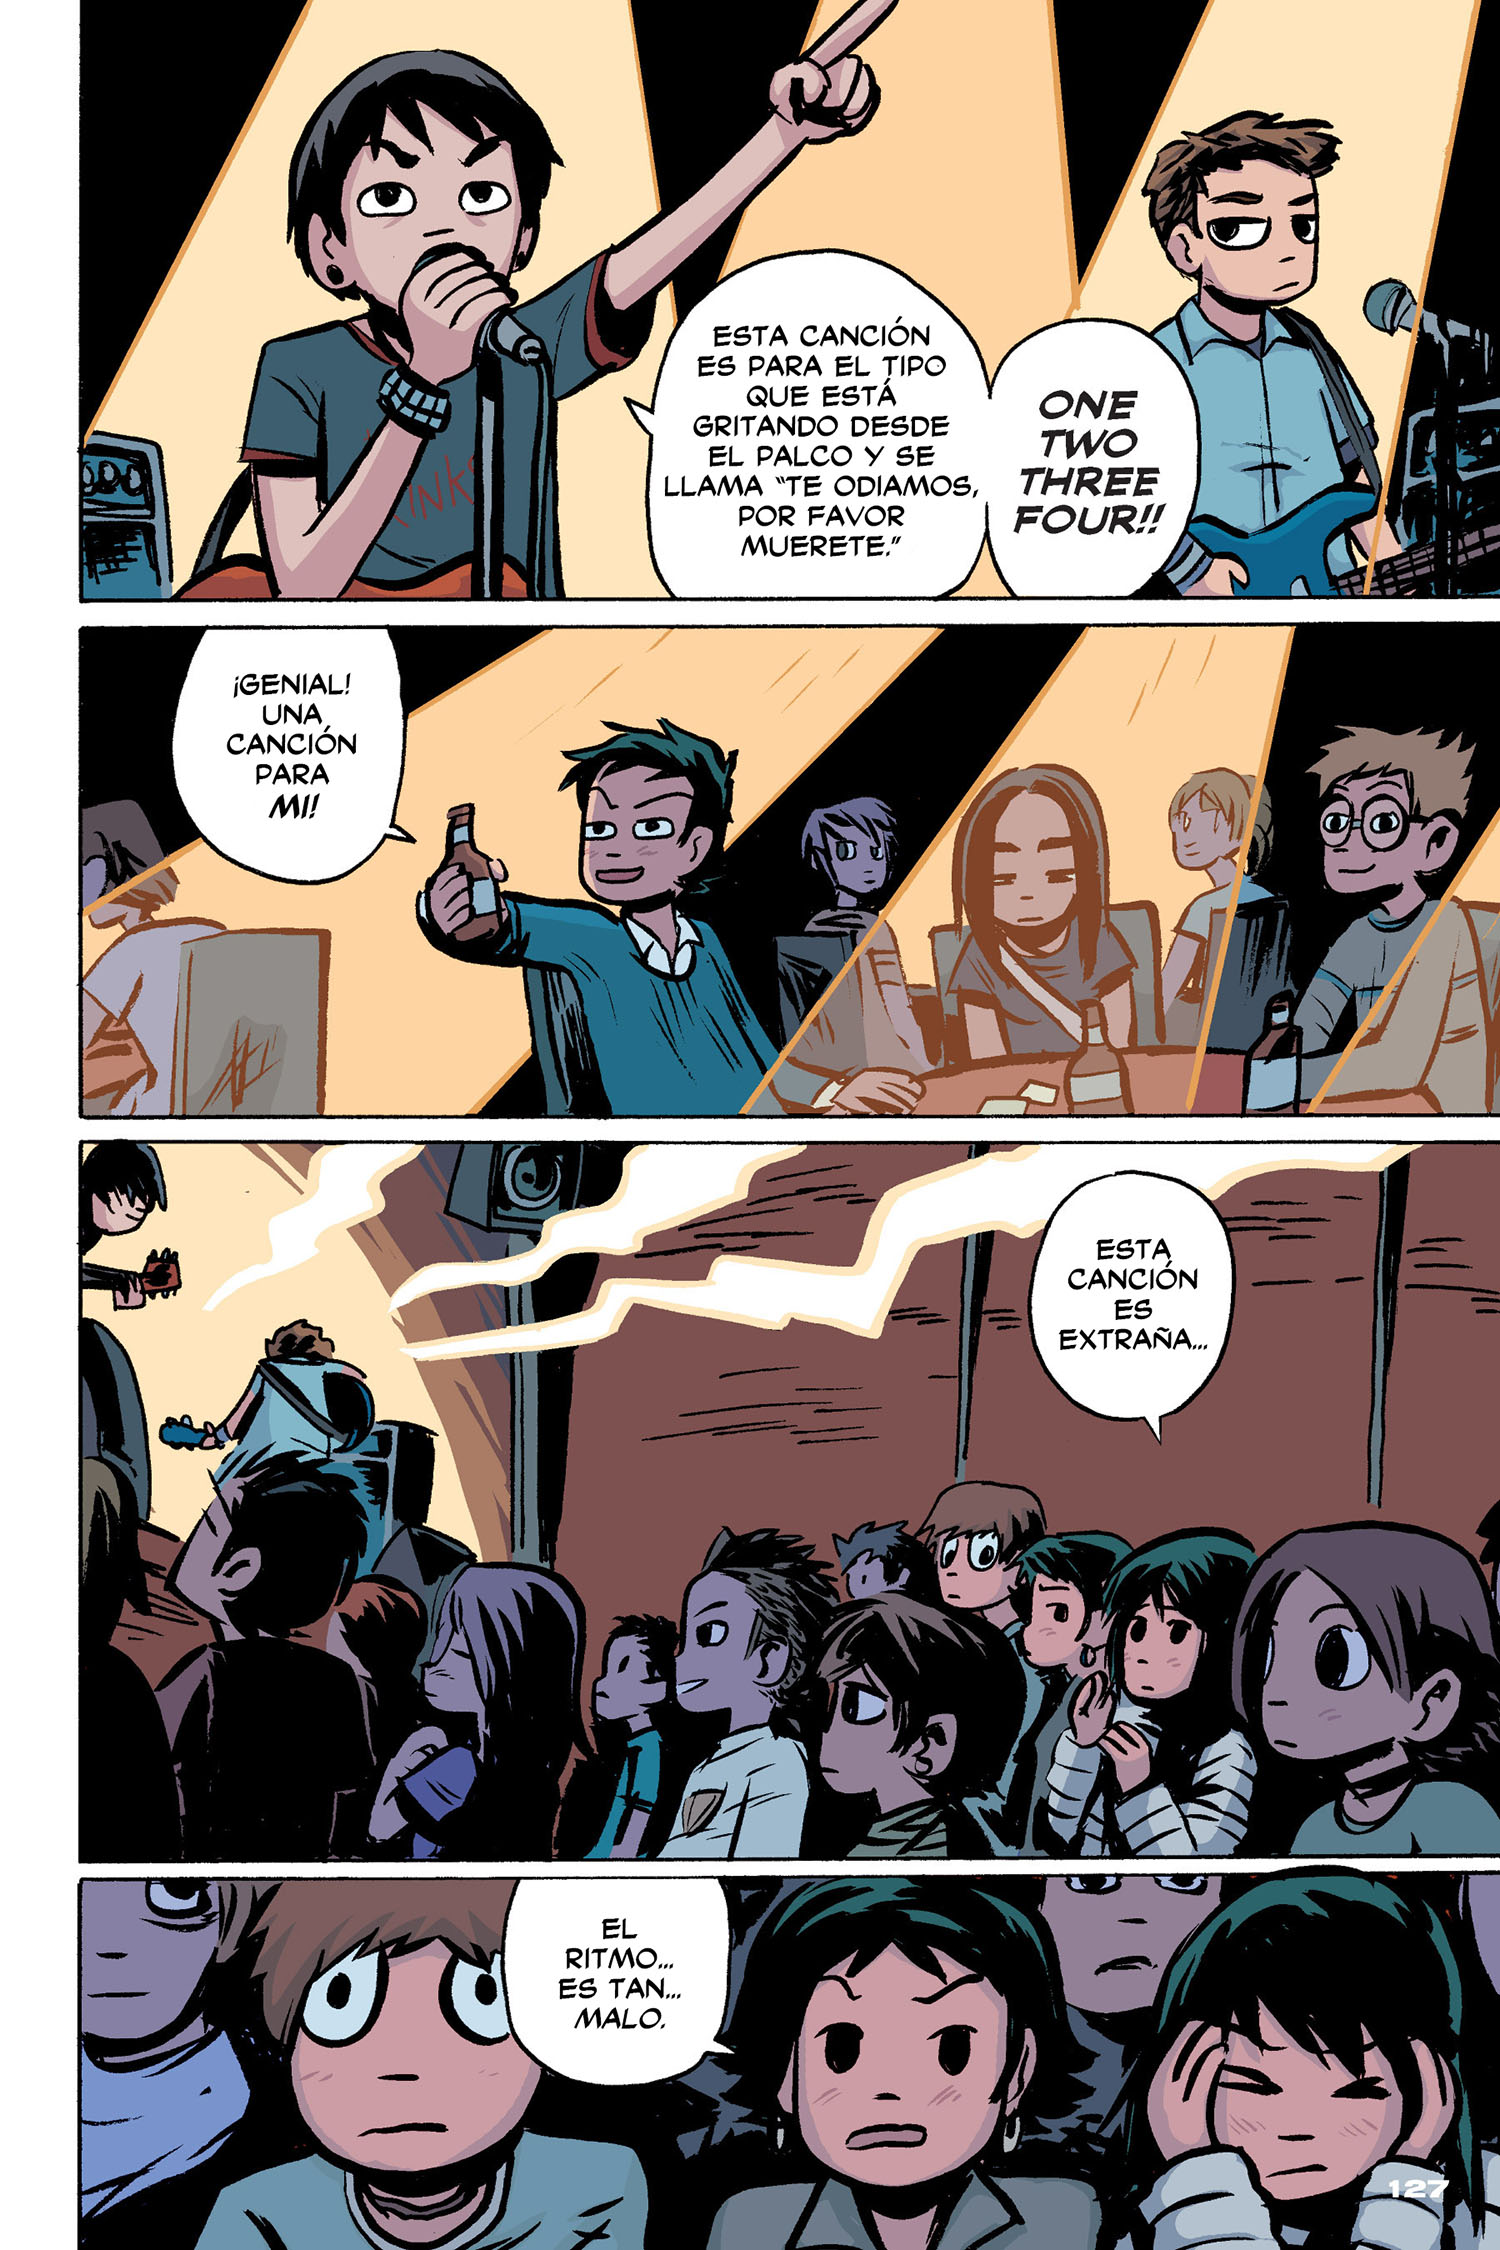 ESTA CANCIÓN
ES PARA EL TIPO
QUE ESTÁ
GRITANDO DESDE
EL PALCO Y SE
LLAMA “TE ODIAMOS,
POR FAVOR
MUERETE.”
ONE
TWO
THREE
FOUR!!
KINKS
¡GENIAL!
UNA
CANCIÓN
PARA
MI!
ESTA
CANCIÓN
ES
EXTRAÑA...
EL
RITMO...
ES TAN...
MALO.
127